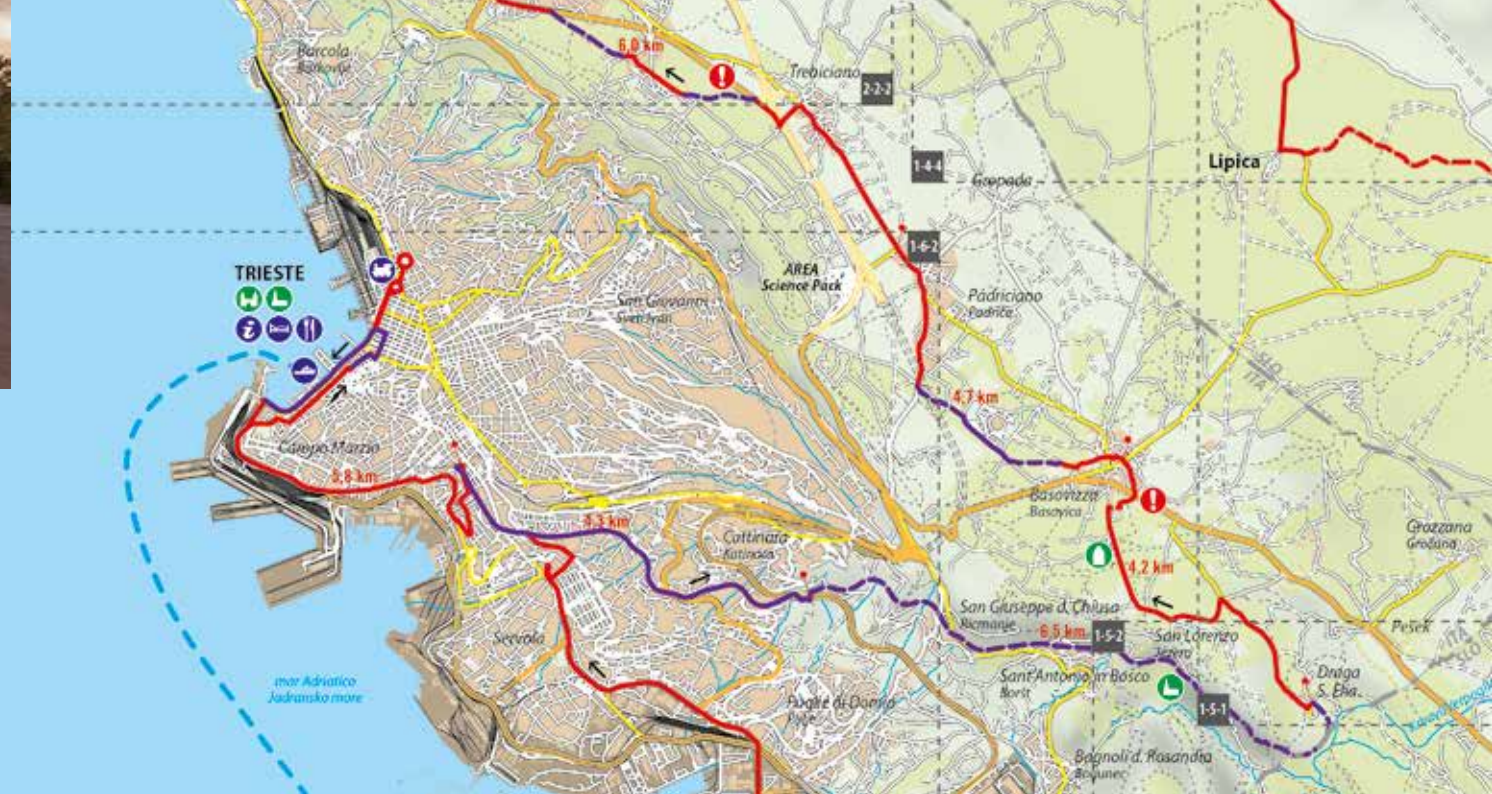 6,0 km
Barcola
Trebiciano
2-2-2
1-4-4
Lipica
Gropada
1-6-2
TRIESTE
AREA
Science Pack
Padriciano
Padriče
San Giovanni
Sveti Ivan
SLO
ITA
4,7 km
Campo Marzio
5,8 km
Basovizza
Basovica
4,3 km
Cattinara
Katinara
Grozzana
Gročana
4,2 km
San Giuseppe d. Chiusa
Ricmanje
6,5 km
1-5-2
San Lorenzo
Jezero
Pesek
ITA
SLO
Servola
Sant'Antonio in Bosco
Boršt
Draga
S. Elia.
mar Adriatico
Jadransko more
1-5-1
Bagnoli d. Rosandra
Boljunec